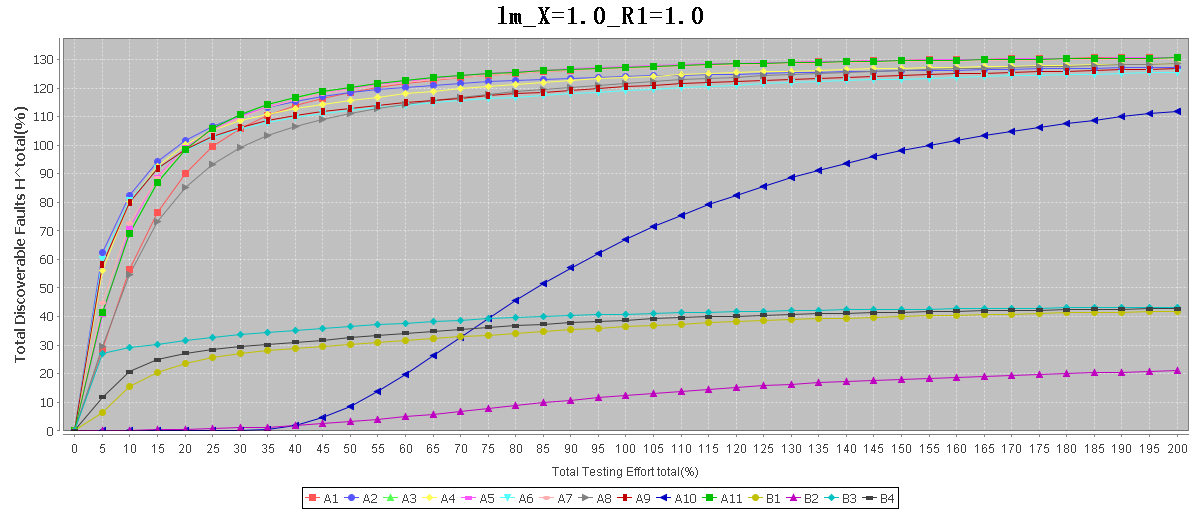 lm_X=1.0_R1=1.0
Total Discoverable Faults H^total(%)
130
120
110
100
90
80
70
60
50
40
30
20
10
0
0 5 10 15 20 25 30 35 40 45 50 55 60 65 70 75 80 85 90 95 100 105 110 115 120 125 130 135 140 145 150 155 160 165 170 175 180 185 190 195 200
Total Testing Effort total(%)
A1 A2 A3 A4 A5 A6 A7 A8 A9 A10 A11 B1 B2 B3 B4